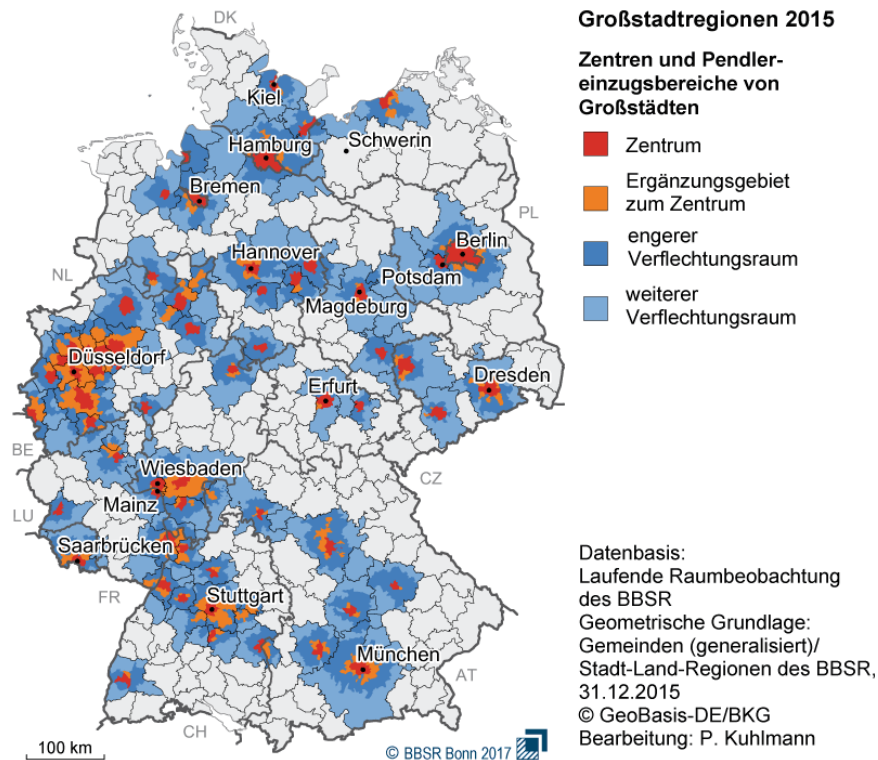 Großstadtregionen 2015
Zentren und Pendler-
einzugsbereiche von
Großstädten
Zentrum
Ergänzungsgebiet
zum Zentrum
engerer
Verflechtungsraum
weiterer
Verflechtungsraum
DK
Kiel
Hamburg
Schwerin
Bremen
PL
Berlin
Hannover
Potsdam
NL
Magdeburg
Düsseldorf
Erfurt
Dresden
BE
Wiesbaden
CZ
Mainz
LU
Saarbrücken
FR
Stuttgart
München
AT
CH
100 km
© BBSR Bonn 2017
Datenbasis:
Laufende Raumbeobachtung
des BBSR
Geometrische Grundlage:
Gemeinden (generalisiert)/
Stadt-Land-Regionen des BBSR,
31.12.2015
© GeoBasis-DE/BKG
Bearbeitung: P. Kuhlmann